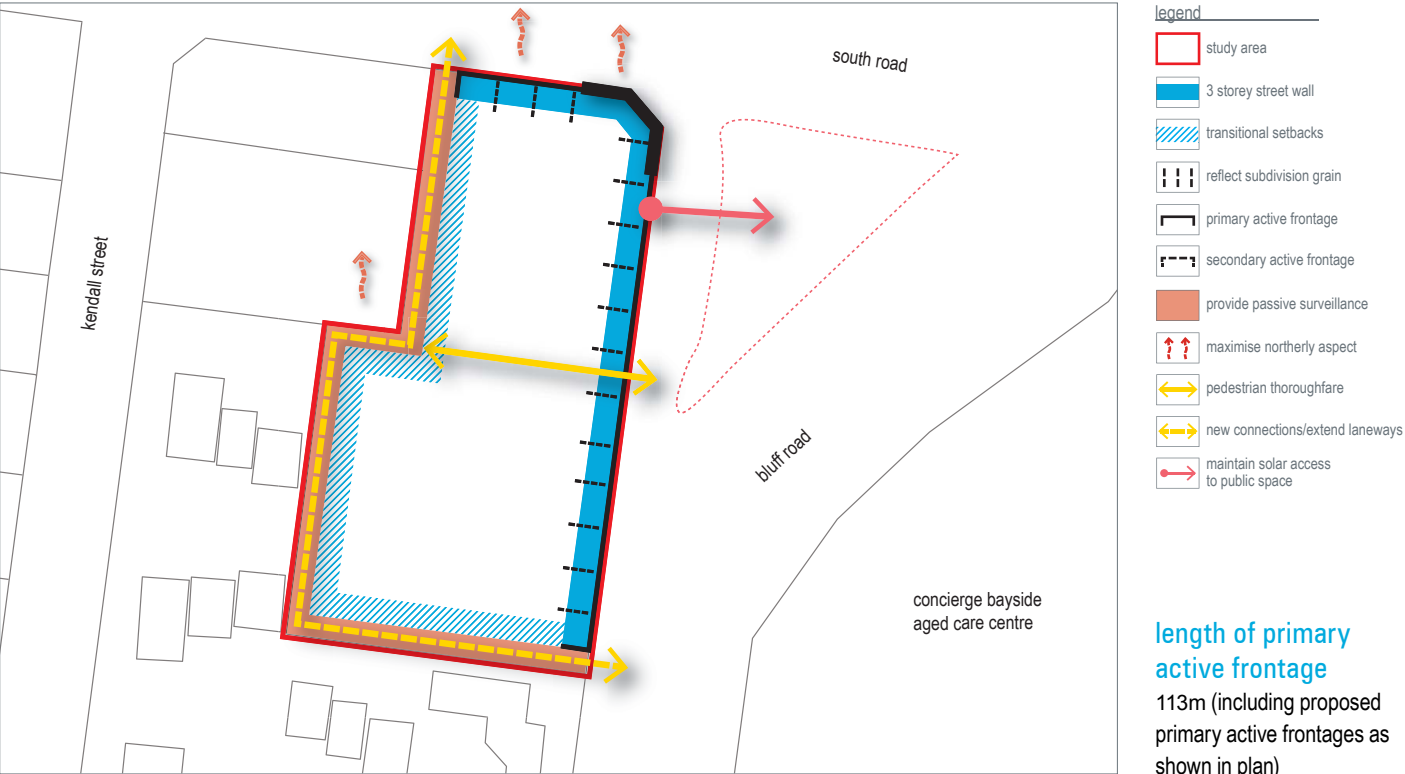 south road
kendall street
bluff road
concierge bayside
aged care centre
legend
study area
3 storey street wall
transitional setbacks
reflect subdivision grain
primary active frontage
secondary active frontage
provide passive surveillance
maximise northerly aspect
pedestrian thoroughfare
new connections/extend laneways
maintain solar access
to public space
length of primary
active frontage
113m (including proposed
primary active frontages as
shown in plan)